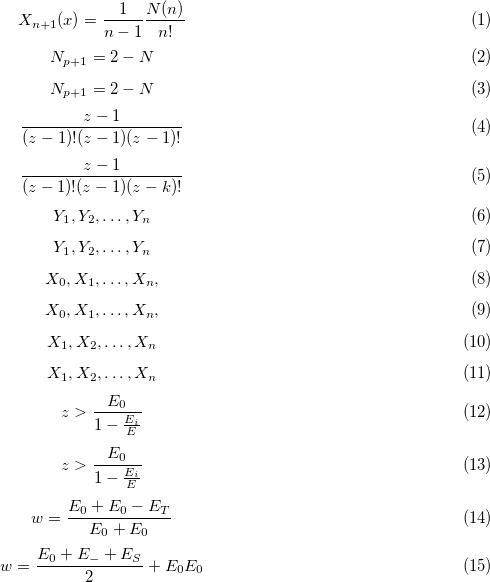 X_{n+1}(x) = \frac{1}{n-1} \frac{N(n)}{n!} (1)
N_{p+1} = 2 - N (2)
N_{p+1} = 2 - N (3)
\frac{z-1}{(z-1)!(z-1)(z-1)!} (4)
\frac{z-1}{(z-1)!(z-1)(z-k)!} (5)
Y_1, Y_2, \ldots, Y_n (6)
Y_1, Y_2, \ldots, Y_n (7)
X_0, X_1, \ldots, X_n, (8)
X_0, X_1, \ldots, X_n, (9)
X_1, X_2, \ldots, X_n (10)
X_1, X_2, \ldots, X_n (11)
z > \frac{E_0}{1 - \frac{E_i}{E}} (12)
z > \frac{E_0}{1 - \frac{E_i}{E}} (13)
w = \frac{E_0 + E_0 - E_T}{E_0 + E_0} (14)
w = \frac{E_0 + E_- + E_S}{2} + E_0 E_0 (15)